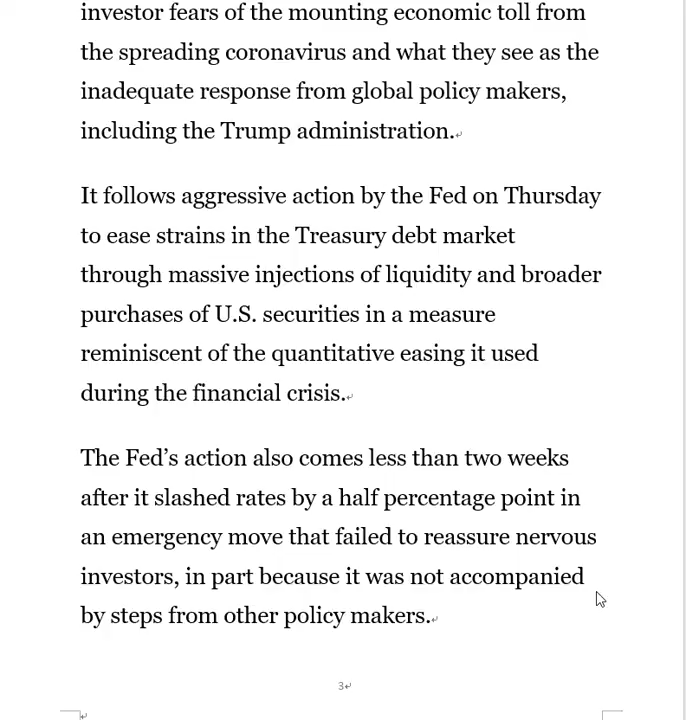 investor fears of the mounting economic toll from
the spreading coronavirus and what they see as the
inadequate response from global policy makers,
including the Trump administration.
It follows aggressive action by the Fed on Thursday
to ease strains in the Treasury debt market
through massive injections of liquidity and broader
purchases of U.S. securities in a measure
reminiscent of the quantitative easing it used
during the financial crisis.
The Fed’s action also comes less than two weeks
after it slashed rates by a half percentage point in
an emergency move that failed to reassure nervous
investors, in part because it was not accompanied
by steps from other policy makers.
3